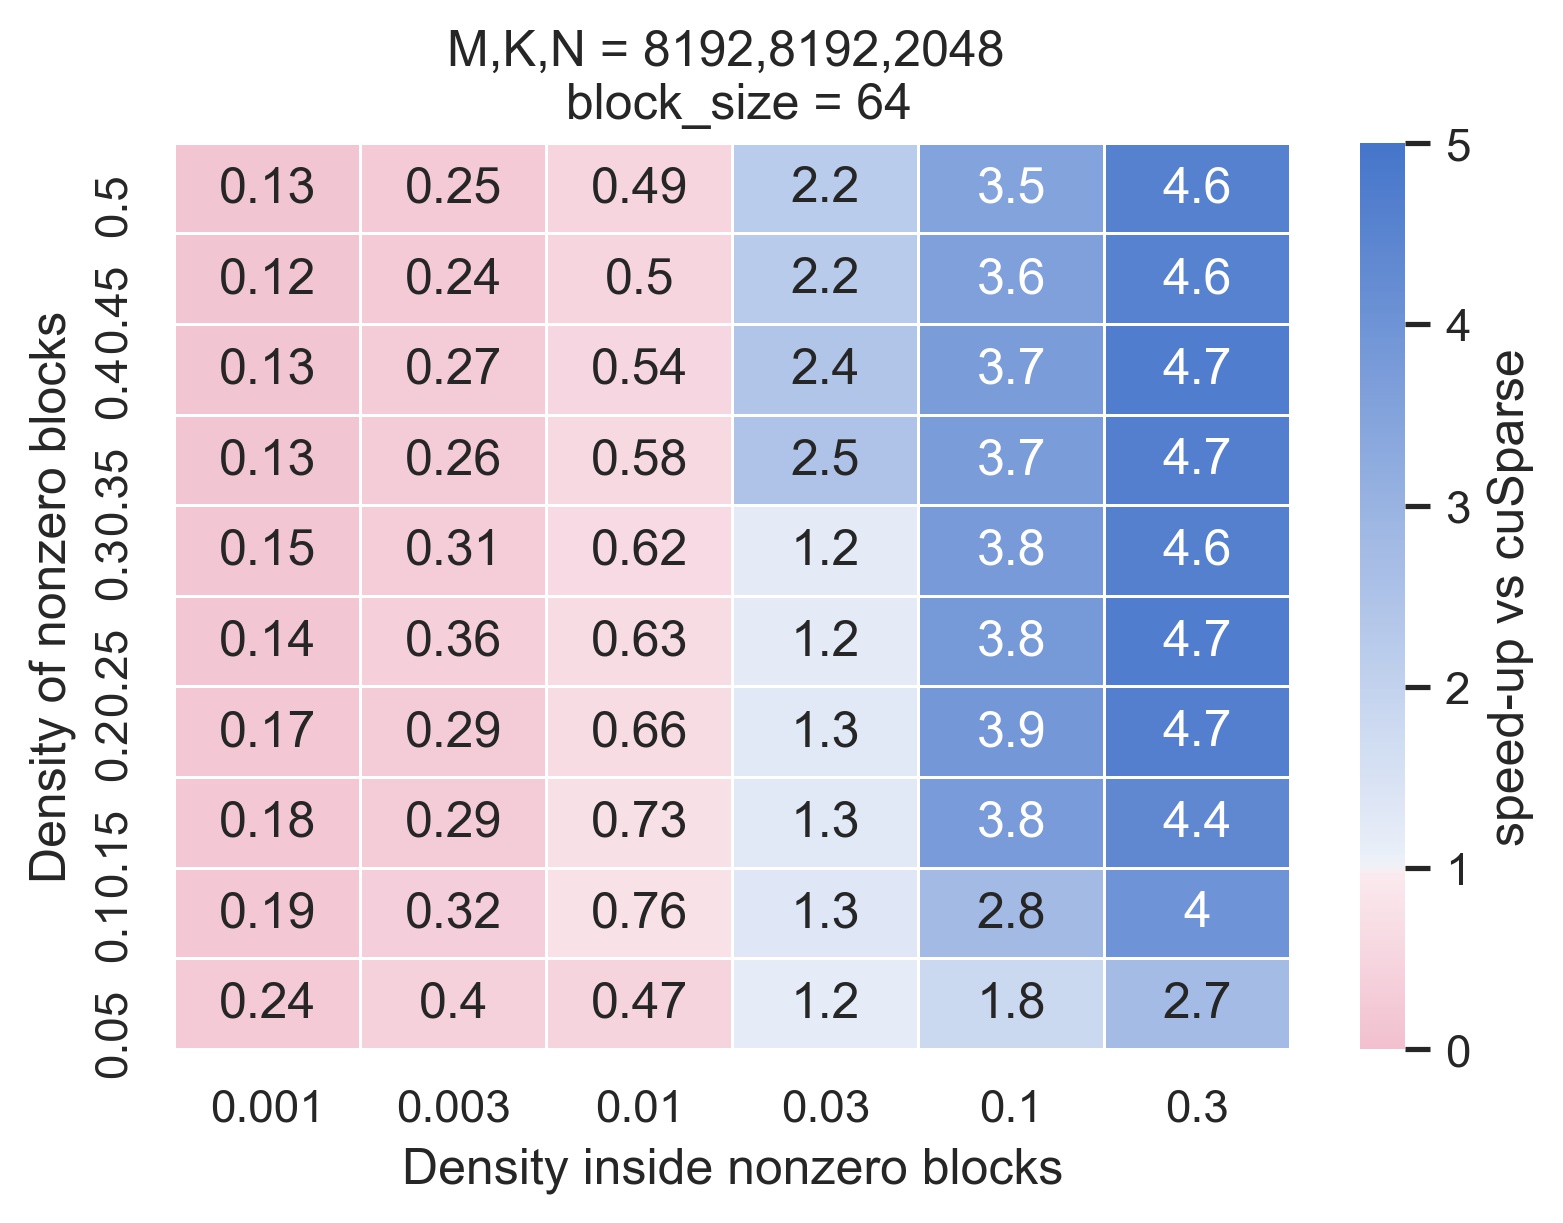 M,K,N = 8192,8192,2048
block_size = 64
Density of nonzero blocks
0.5 0.13 0.25 0.49 2.2 3.5 4.6
0.45 0.12 0.24 0.5 2.2 3.6 4.6
0.4 0.13 0.27 0.54 2.4 3.7 4.7
0.35 0.13 0.26 0.58 2.5 3.7 4.7
0.3 0.15 0.31 0.62 1.2 3.8 4.6
0.25 0.14 0.36 0.63 1.2 3.8 4.7
0.2 0.17 0.29 0.66 1.3 3.9 4.7
0.15 0.18 0.29 0.73 1.3 3.8 4.4
0.1 0.19 0.32 0.76 1.3 2.8 4
0.05 0.24 0.4 0.47 1.2 1.8 2.7
0.001 0.003 0.01 0.03 0.1 0.3
Density inside nonzero blocks
5
4
3
2
1
0
speed-up vs cuSparse